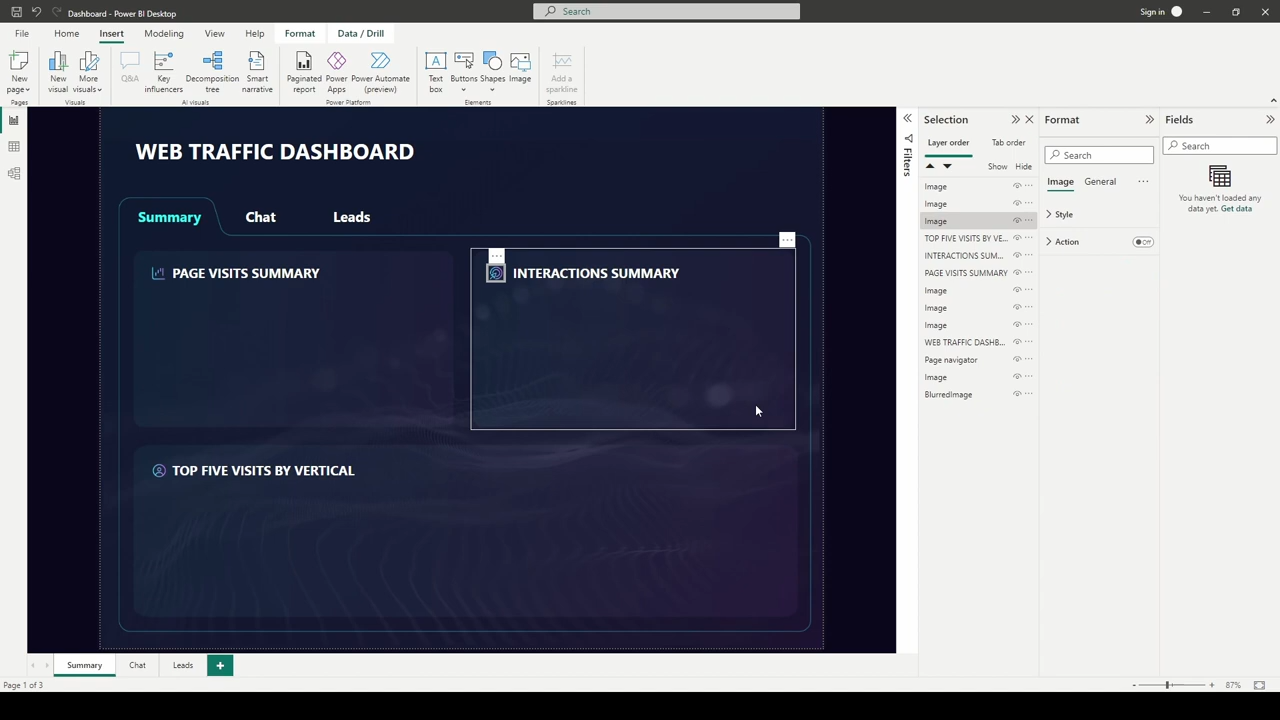 Dashboard - Power BI Desktop
Search
Sign in
File
Home
Insert
Modeling
View
Help
Format
Data / Drill
New page
New visual
More visuals
Q&A
Key influencers
Decomposition tree
Smart narrative
Paginated report
Power Apps
Power Automate (preview)
Text box
Buttons
Shapes
Image
Add a sparkline
Pages
Visuals
AI visuals
Power Platform
Elements
Sparklines
WEB TRAFFIC DASHBOARD
Summary
Chat
Leads
PAGE VISITS SUMMARY
INTERACTIONS SUMMARY
TOP FIVE VISITS BY VERTICAL
Filters
Selection
Layer order
Tab order
Show
Hide
Image
Image
Image
TOP FIVE VISITS BY VE...
INTERACTIONS SUM...
PAGE VISITS SUMMARY
Image
Image
Image
WEB TRAFFIC DASHB...
Page navigator
Image
BlurredImage
Format
Search
Image
General
Style
Action
Off
Fields
Search
You haven't loaded any
data yet. Get data
Summary
Chat
Leads
Page 1 of 3
87%